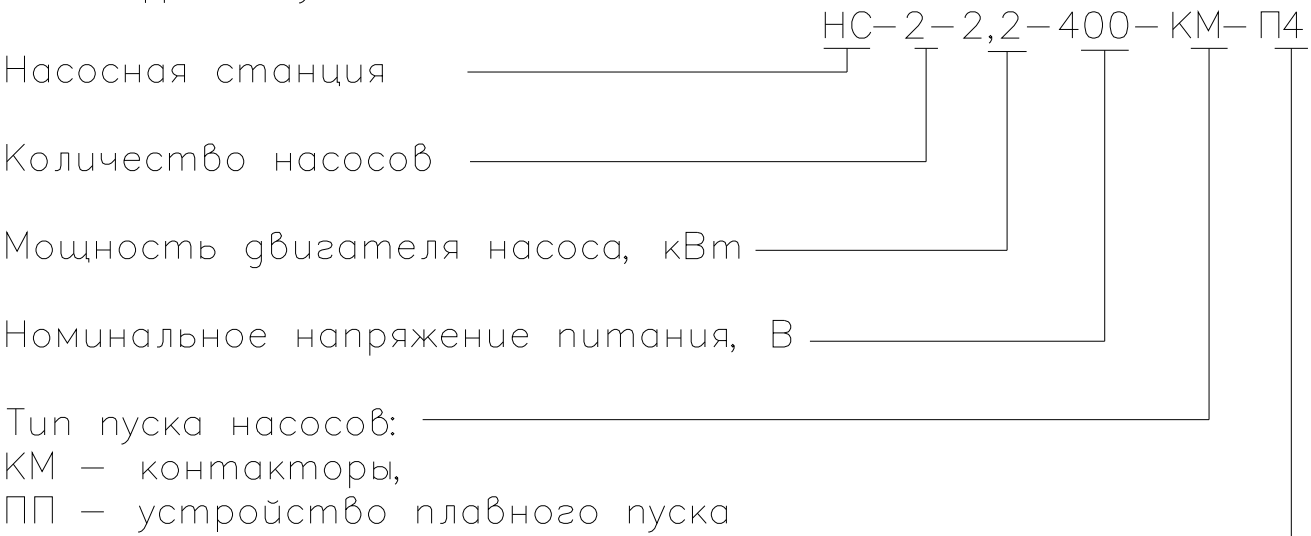 НС-2-2,2-400-КМ-П4
Насосная станция
Количество насосов
Мощность двигателя насоса, кВт
Номинальное напряжение питания, В
Тип пуска насосов:
КМ – контакторы,
ПП – устройство плавного пуска